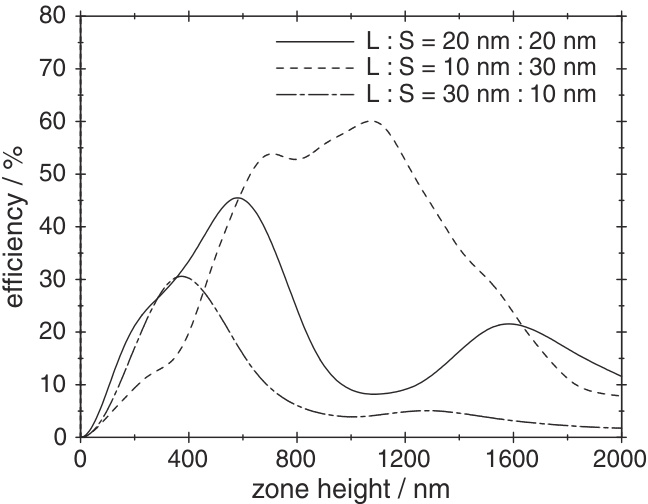 80
70
60
50
40
30
20
10
0
efficiency / %
L : S = 20 nm : 20 nm
L : S = 10 nm : 30 nm
L : S = 30 nm : 10 nm
0 400 800 1200 1600 2000
zone height / nm